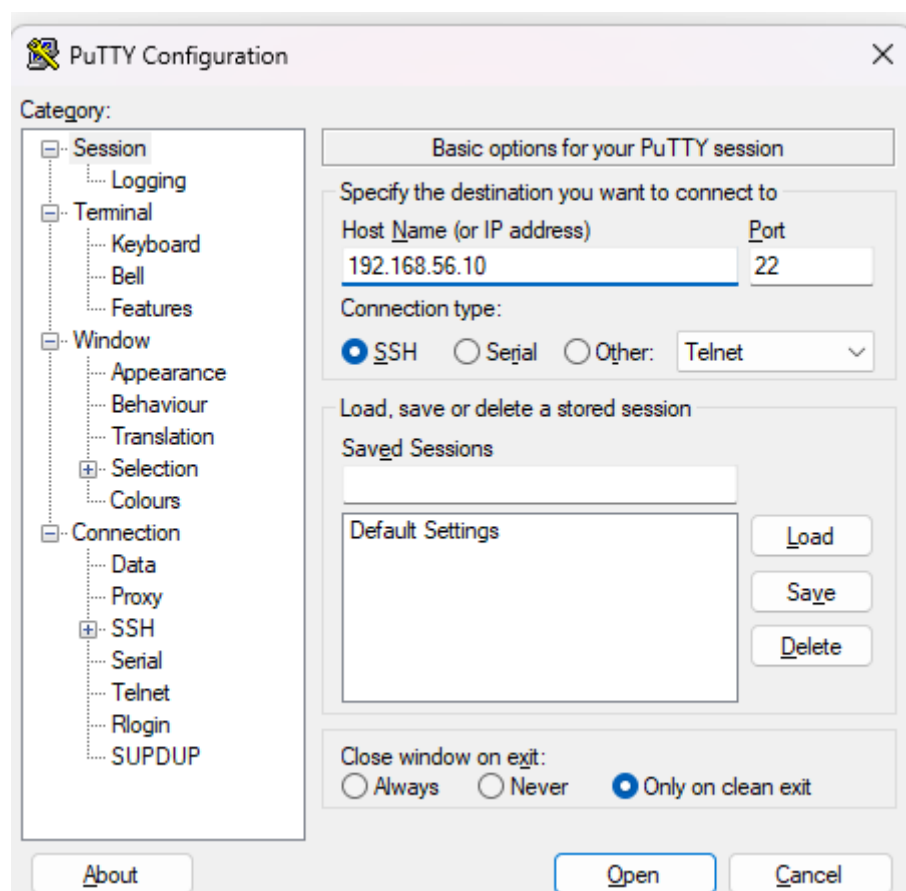 PuTTY Configuration
Category:
Session
Logging
Terminal
Keyboard
Bell
Features
Window
Appearance
Behaviour
Translation
Selection
Colours
Connection
Data
Proxy
SSH
Serial
Telnet
Rlogin
SUPDUP
Basic options for your PuTTY session
Specify the destination you want to connect to
Host Name (or IP address) Port
192.168.56.10 22
Connection type:
SSH Serial Other: Telnet
Load, save or delete a stored session
Saved Sessions
Default Settings
Load
Save
Delete
Close window on exit:
Always Never Only on clean exit
About Open Cancel